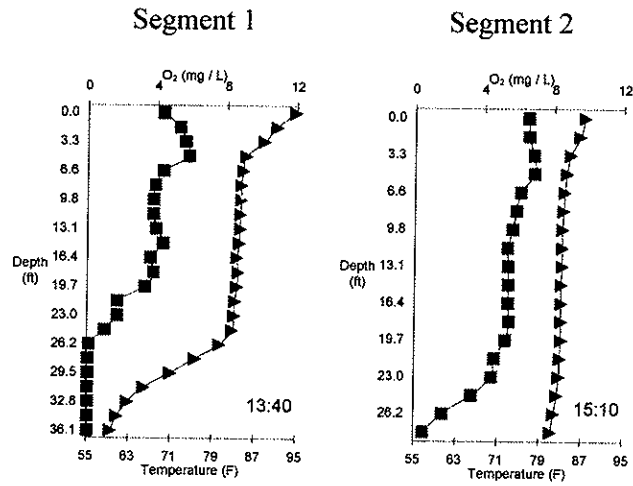 Segment 1
Segment 2
O₂ (mg / L)
0 4 8 12
O₂ (mg / L)
0 4 8 12
0.0
3.3
6.6
9.8
13.1
Depth (ft)
16.4
19.7
23.0
26.2
29.5
32.8
36.1
13:40
55 63 71 79 87 95
Temperature (F)
0.0
3.3
6.6
9.8
Depth (ft)
13.1
16.4
19.7
23.0
26.2
15:10
55 63 71 79 87 95
Temperature (F)